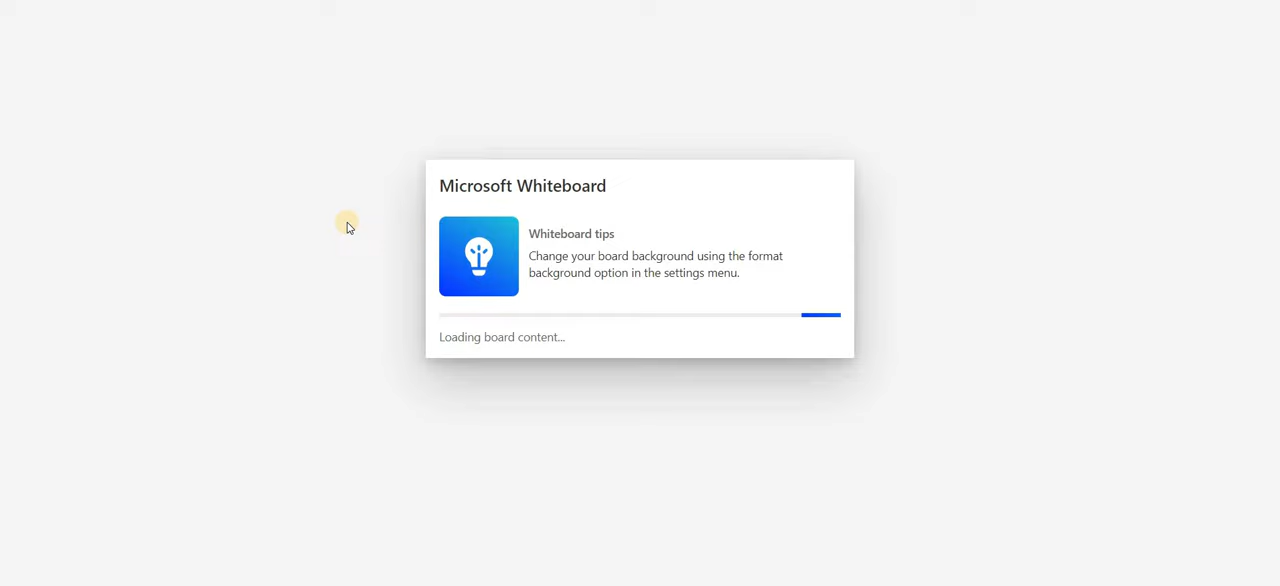 Microsoft Whiteboard
Whiteboard tips
Change your board background using the format
background option in the settings menu.
Loading board content...